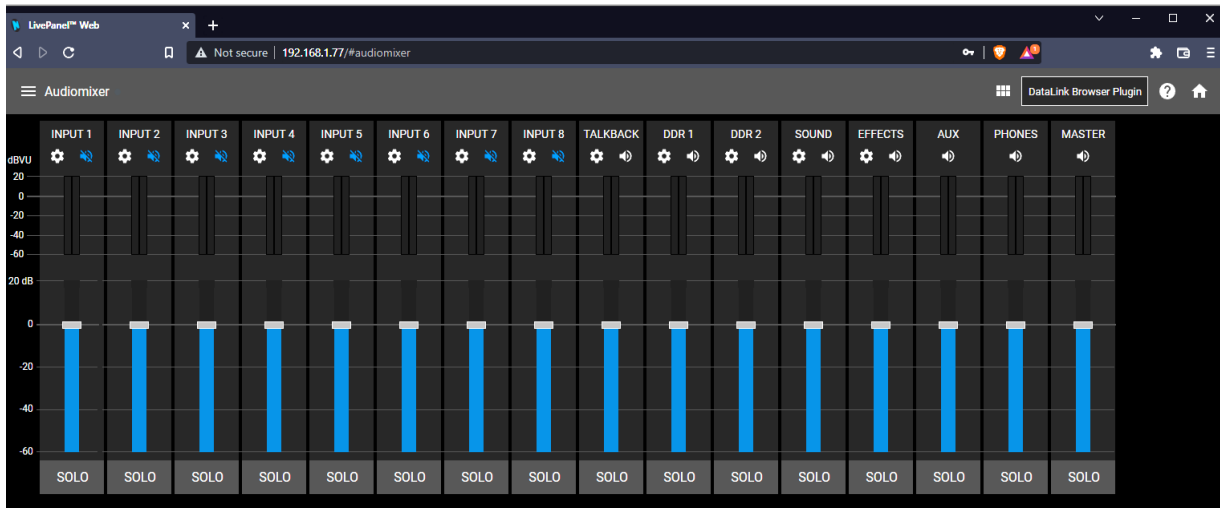 LivePanel™ Web
Not secure | 192.168.1.77/#audiomixer
1
Audiomixer
DataLink Browser Plugin
INPUT 1 INPUT 2 INPUT 3 INPUT 4 INPUT 5 INPUT 6 INPUT 7 INPUT 8 TALKBACK DDR 1 DDR 2 SOUND EFFECTS AUX PHONES MASTER
dBVU
20
0
-20
-40
-60
20 dB
0
-20
-40
-60
SOLO SOLO SOLO SOLO SOLO SOLO SOLO SOLO SOLO SOLO SOLO SOLO SOLO SOLO SOLO SOLO